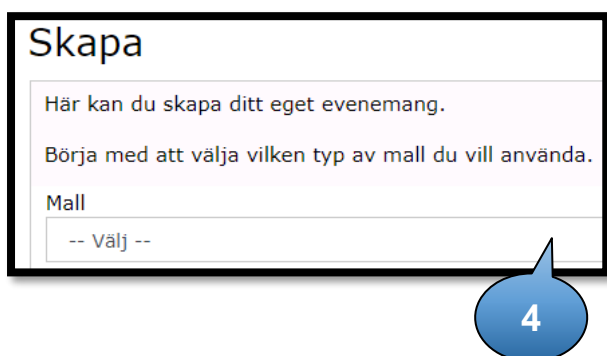 Skapa
Här kan du skapa ditt eget evenemang.
Börja med att välja vilken typ av mall du vill använda.
Mall
-- Välj --
4